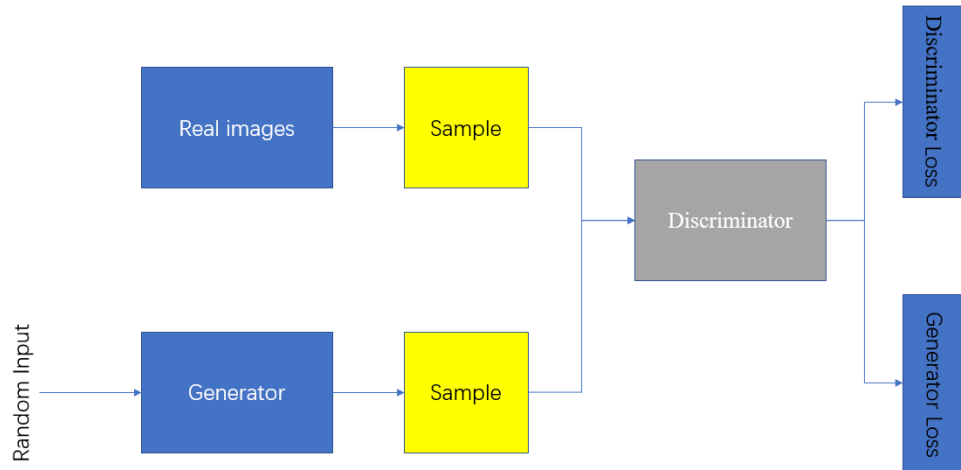 Real images
Sample
Discriminator
Discriminator Loss
Random Input
Generator
Sample
Generator Loss